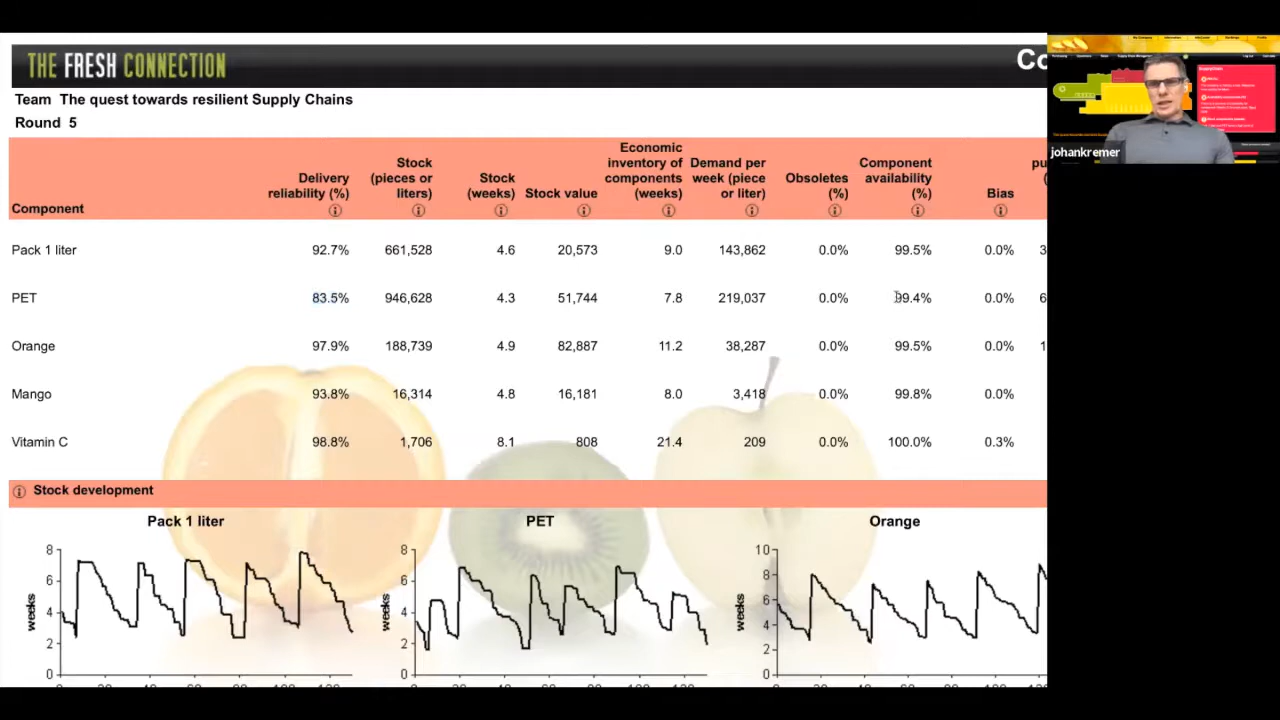 THE FRESH CONNECTION
Co
Team The quest towards resilient Supply Chains
Round 5
Component
Delivery reliability (%)
Stock (pieces or liters)
Stock (weeks)
Stock value
Economic inventory of components (weeks)
Demand per week (piece or liter)
Obsoletes (%)
Component availability (%)
Bias
pu
(
Pack 1 liter 92.7% 661,528 4.6 20,573 9.0 143,862 0.0% 99.5% 0.0% 3
PET 83.5% 946,628 4.3 51,744 7.8 219,037 0.0% 99.4% 0.0% 6
Orange 97.9% 188,739 4.9 82,887 11.2 38,287 0.0% 99.5% 0.0% 1
Mango 93.8% 16,314 4.8 16,181 8.0 3,418 0.0% 99.8% 0.0%
Vitamin C 98.8% 1,706 8.1 808 21.4 209 0.0% 100.0% 0.3%
Stock development
Pack 1 liter
8
6
4
2
0
weeks
PET
8
6
4
2
0
weeks
Orange
10
8
6
4
2
0
weeks
johankremer